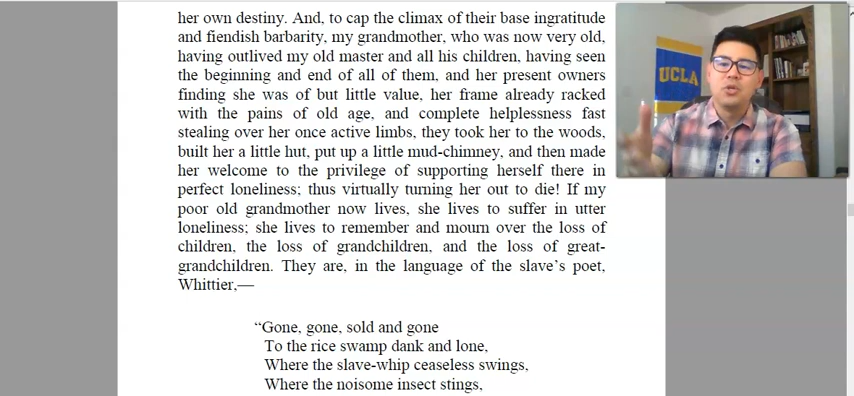 her own destiny. And, to cap the climax of their base ingratitude
and fiendish barbarity, my grandmother, who was now very old,
having outlived my old master and all his children, having seen
the beginning and end of all of them, and her present owners
finding she was of but little value, her frame already racked
with the pains of old age, and complete helplessness fast
stealing over her once active limbs, they took her to the woods,
built her a little hut, put up a little mud-chimney, and then made
her welcome to the privilege of supporting herself there in
perfect loneliness; thus virtually turning her out to die! If my
poor old grandmother now lives, she lives to suffer in utter
loneliness; she lives to remember and mourn over the loss of
children, the loss of grandchildren, and the loss of great-
grandchildren. They are, in the language of the slave’s poet,
Whittier,—
“Gone, gone, sold and gone
To the rice swamp dank and lone,
Where the slave-whip ceaseless swings,
Where the noisome insect stings,
UCLA